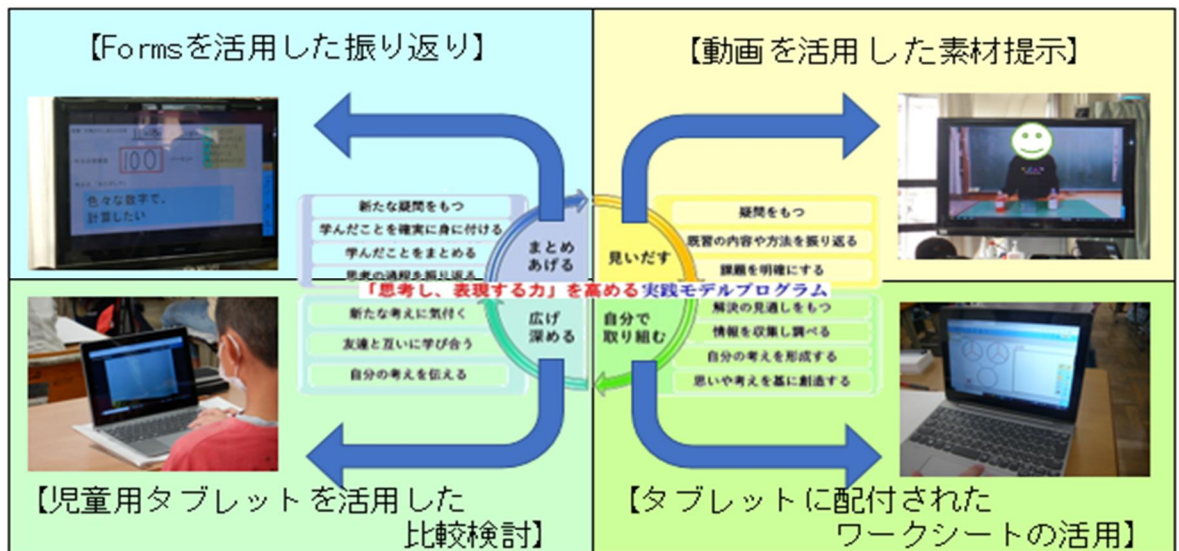 【Formsを活用した振り返り】
【動画を活用した素材提示】
100
色々な数字で、
計算したい
新たな疑問をもつ
学んだことを確実に身に付ける
学んだことをまとめる
思考の過程を振り返る
まとめ
あげる
見いだす
疑問をもつ
既習の内容や方法を振り返る
課題を明確にする
「思考し、表現する力」を高める実践モデルプログラム
新たな考えに気付く
友達と互いに学び合う
自分の考えを伝える
広げ
深める
自分で
取り組む
解決の見通しをもつ
情報を収集し調べる
自分の考えを形成する
思いや考えを基に創造する
【児童用タブレットを活用した
比較検討】
【タブレットに配付された
ワークシートの活用】